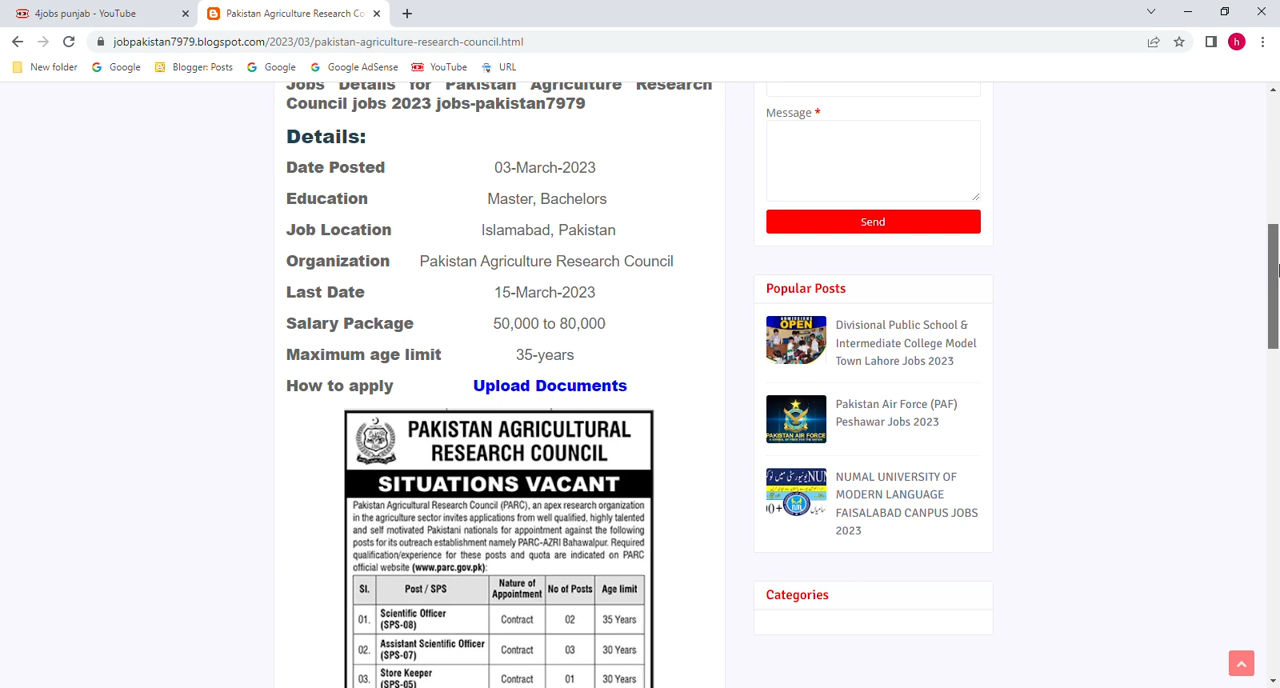 4jobs punjab - YouTube
Pakistan Agriculture Research Co
jobpakistan7979.blogspot.com/2023/03/pakistan-agriculture-research-council.html
h
New folder
Google
Blogger: Posts
Google
Google AdSense
YouTube
URL
Jobs Details for Pakistan Agriculture Research
Council jobs 2023 jobs-pakistan7979
Details:
Date Posted 03-March-2023
Education Master, Bachelors
Job Location Islamabad, Pakistan
Organization Pakistan Agriculture Research Council
Last Date 15-March-2023
Salary Package 50,000 to 80,000
Maximum age limit 35-years
How to apply Upload Documents
PAKISTAN AGRICULTURAL
RESEARCH COUNCIL
SITUATIONS VACANT
Pakistan Agricultural Research Council (PARC), an apex research organization
in the agriculture sector invites applications from well qualified, highly talented
and self motivated Pakistani nationals for appointment against the following
posts for its outreach establishment namely PARC-AZRI Bahawalpur. Required
qualification/experience for these posts and quota are indicated on PARC
official website (www.parc.gov.pk):
Sl. Post / SPS Nature of Appointment No of Posts Age limit
01. Scientific Officer (SPS-08) Contract 02 35 Years
02. Assistant Scientific Officer (SPS-07) Contract 03 30 Years
03. Store Keeper (SPS-05) Contract 01 30 Years
Message *
Send
Popular Posts
OPEN
Divisional Public School &
Intermediate College Model
Town Lahore Jobs 2023
PAKISTAN AIR FORCE
Pakistan Air Force (PAF)
Peshawar Jobs 2023
NUMAL UNIVERSITY OF
MODERN LANGUAGE
FAISALABAD CANPUS JOBS
2023
Categories